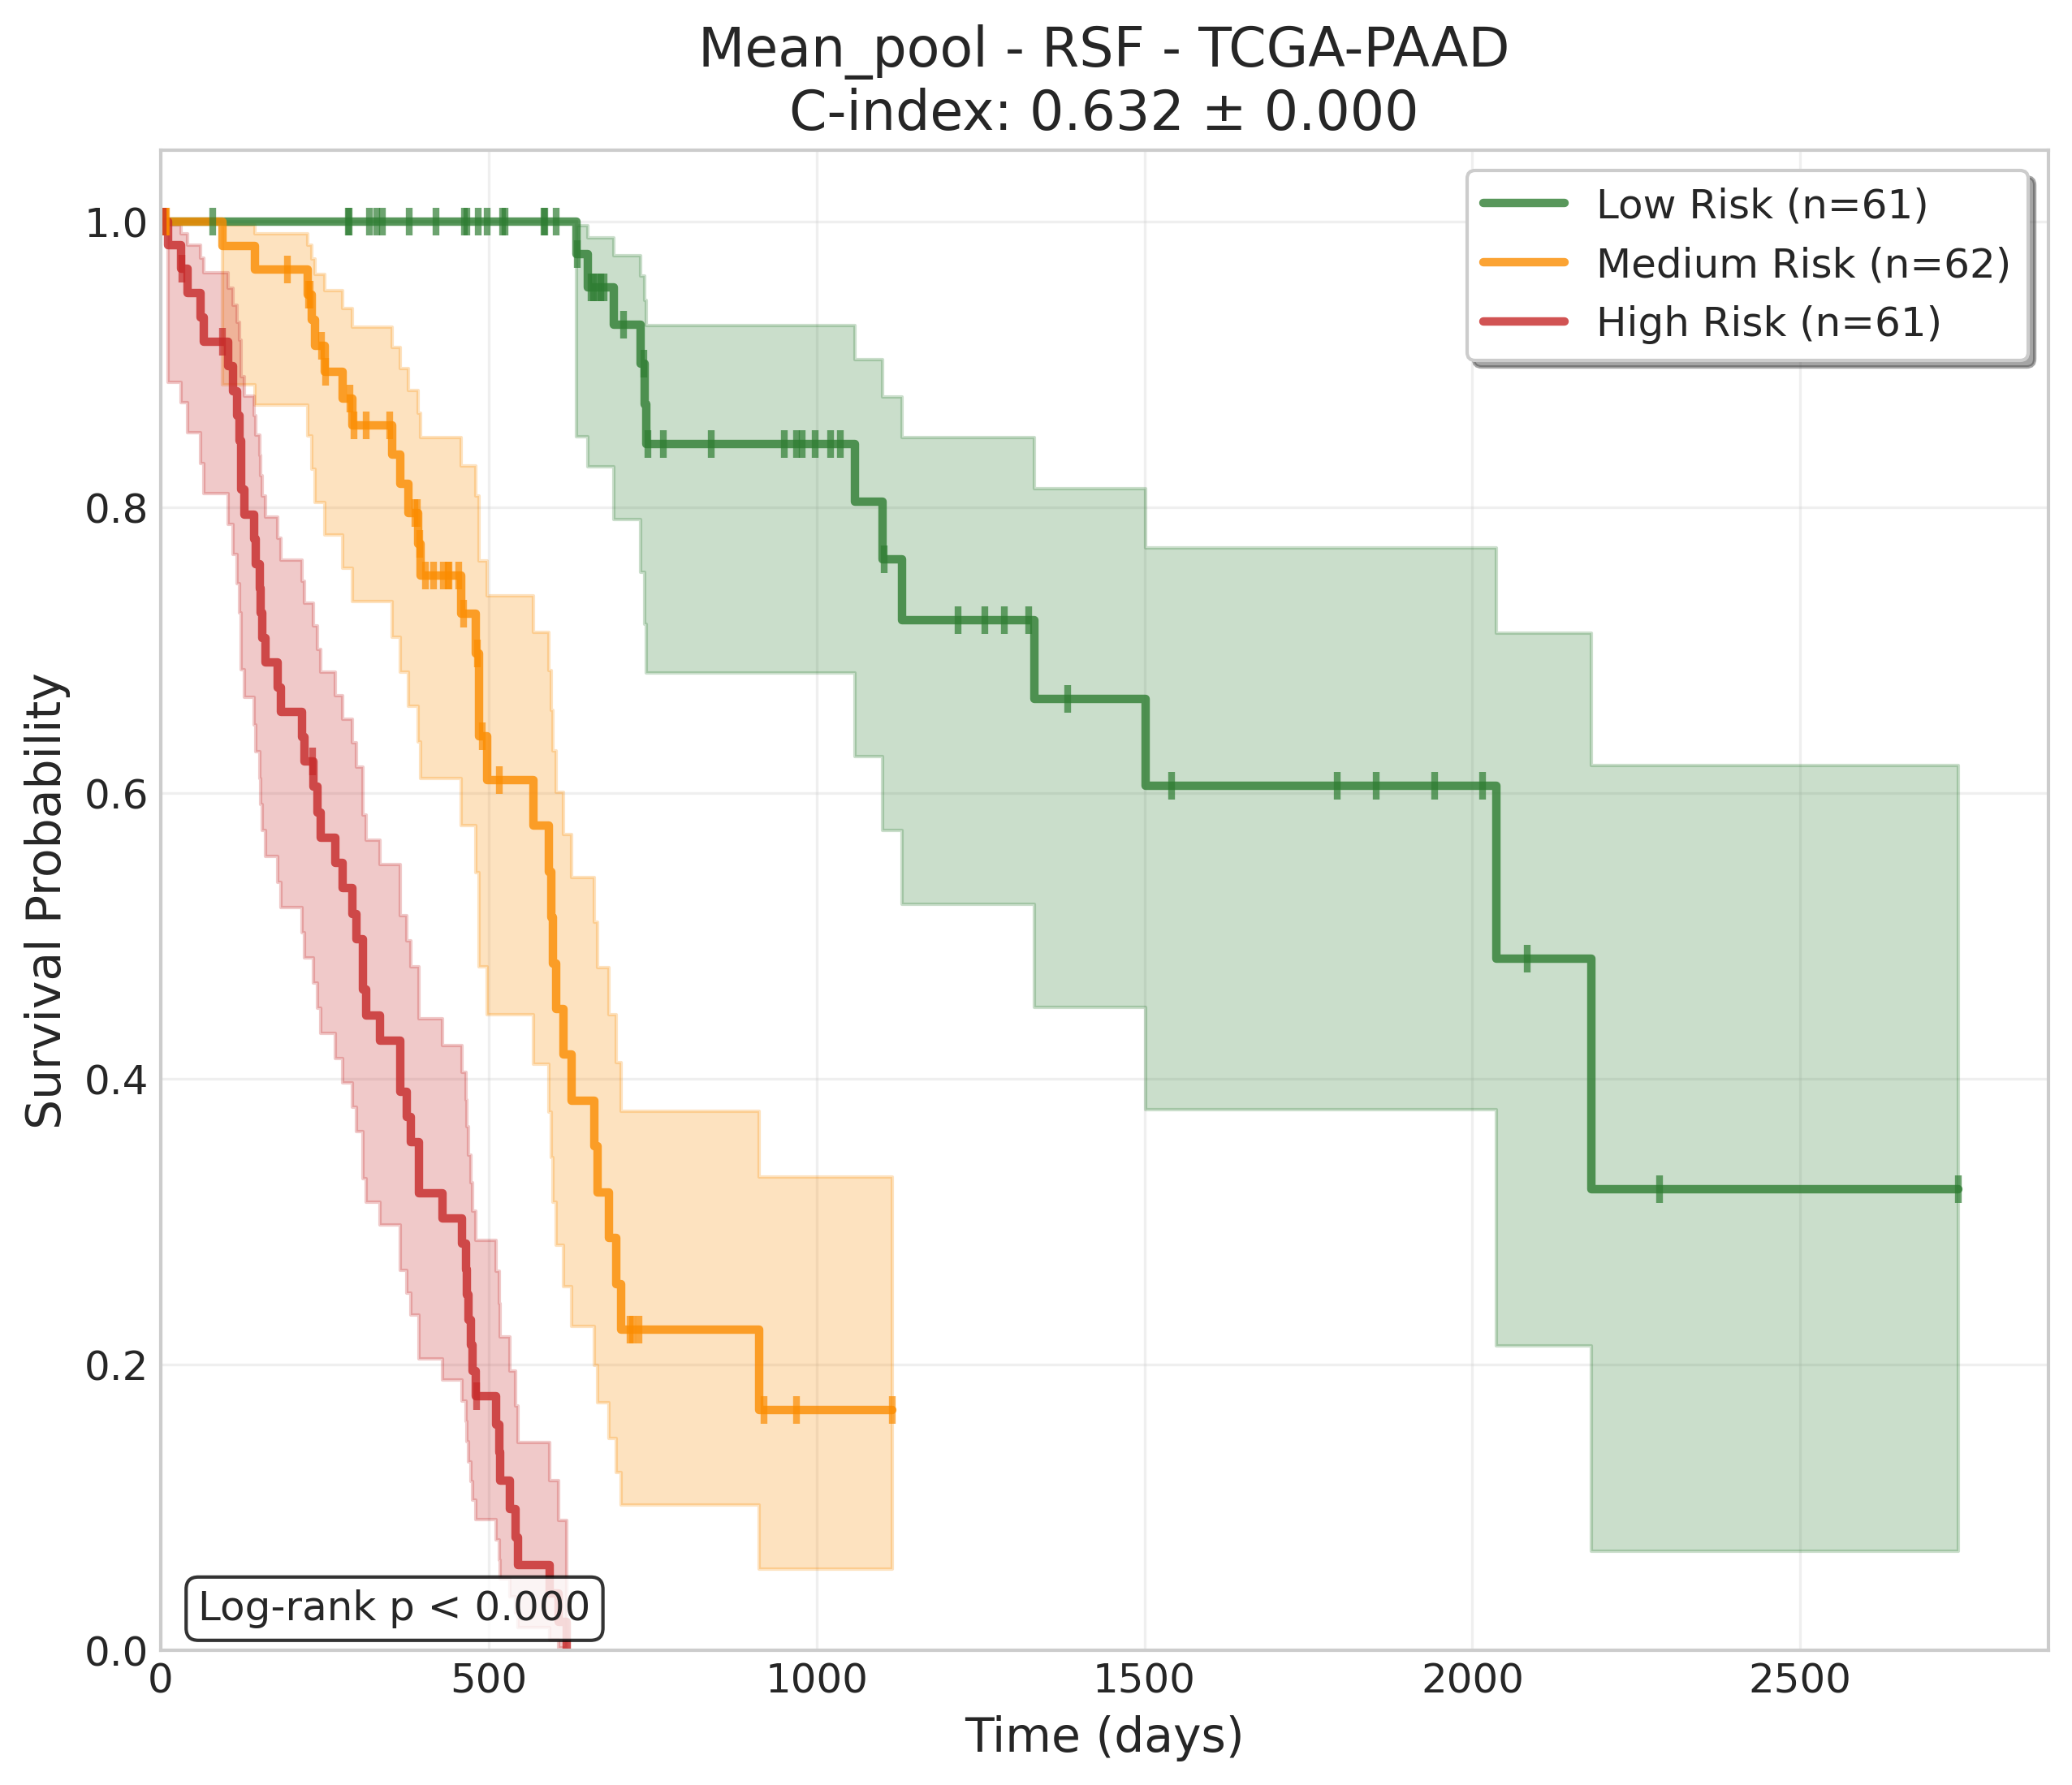 Mean_pool - RSF - TCGA-PAAD
C-index: 0.632 ± 0.000
Low Risk (n=61)
Medium Risk (n=62)
High Risk (n=61)
Survival Probability
1.0
0.8
0.6
0.4
0.2
0.0
Log-rank p < 0.000
0 500 1000 1500 2000 2500
Time (days)